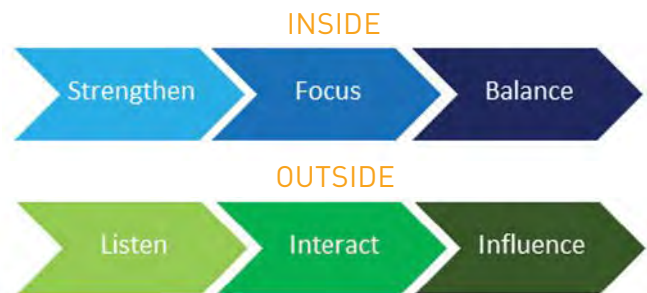 INSIDE
Strengthen Focus Balance
OUTSIDE
Listen Interact Influence